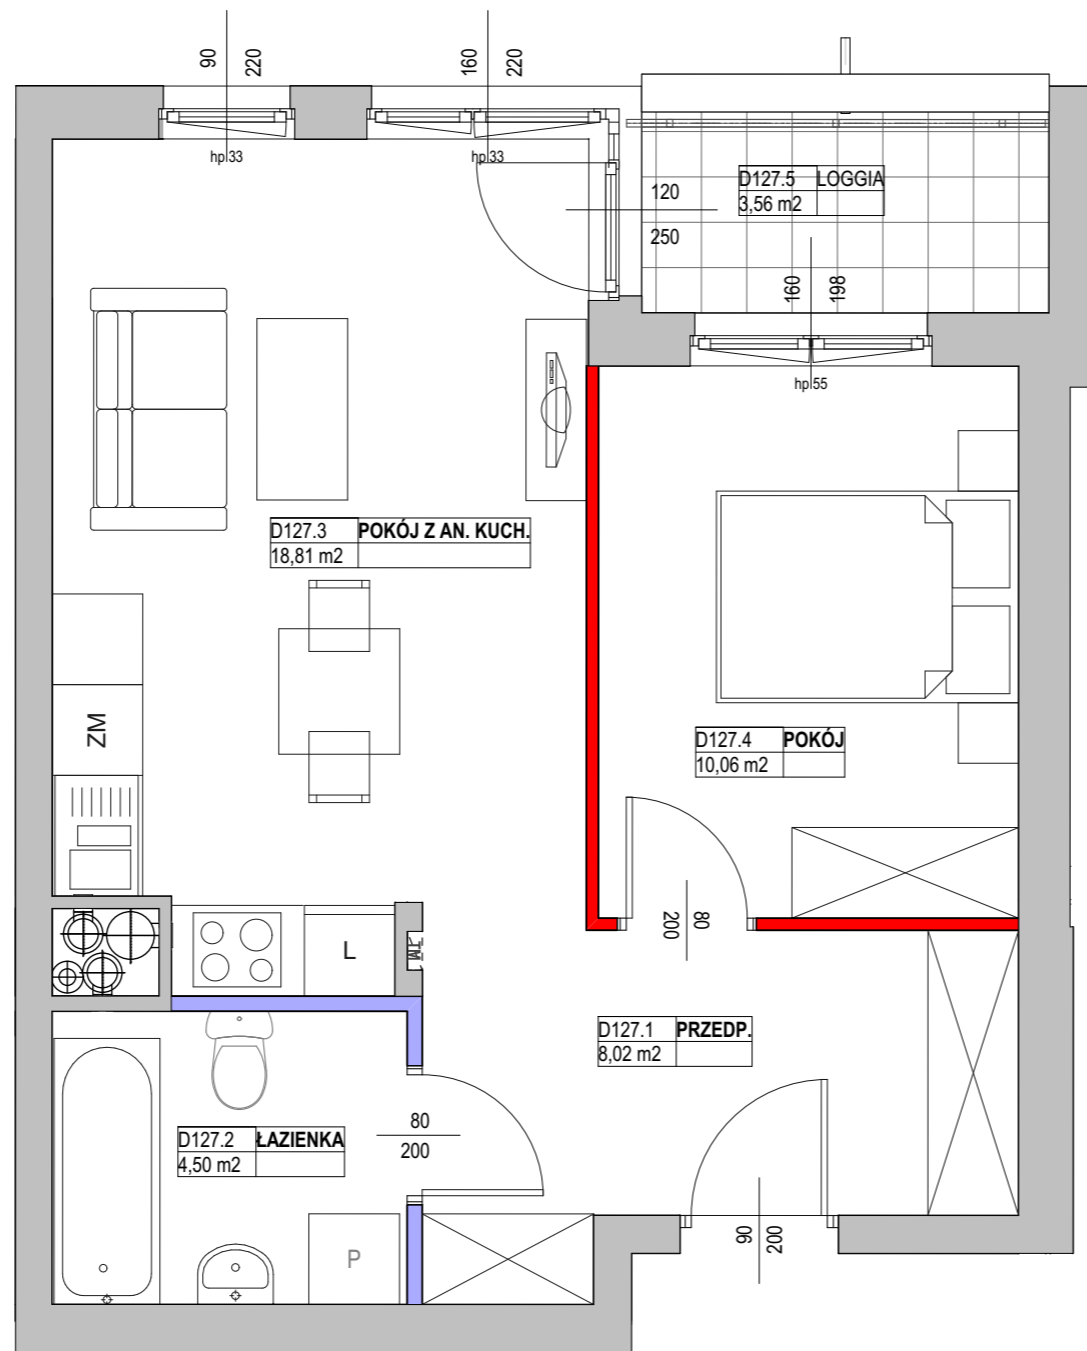 90
220
160
220
hp 33
hp 33
120
250
D127.5 LOGGIA
3,56 m2
160
198
hp 55
D127.3 POKÓJ Z AN. KUCH.
18,81 m2
ZM
D127.4 POKÓJ
10,06 m2
80
200
L
TM
D127.1 PRZEDP.
8,02 m2
D127.2 ŁAZIENKA
4,50 m2
80
200
P
90
200